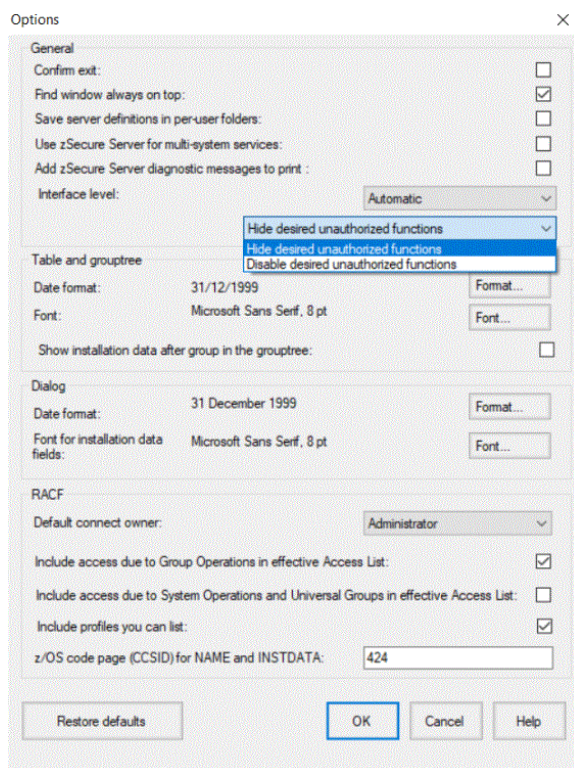 Options
General
Confirm exit:
Find window always on top:
Save server definitions in per-user folders:
Use zSecure Server for multi-system services:
Add zSecure Server diagnostic messages to print :
Interface level: Automatic
Hide desired unauthorized functions
Hide desired unauthorized functions
Disable desired unauthorized functions
Table and grouptree
Date format: 31/12/1999 Format...
Font: Microsoft Sans Serif, 8 pt Font...
Show installation data after group in the grouptree:
Dialog
Date format: 31 December 1999 Format...
Font for installation data fields: Microsoft Sans Serif, 8 pt Font...
RACF
Default connect owner: Administrator
Include access due to Group Operations in effective Access List:
Include access due to System Operations and Universal Groups in effective Access List:
Include profiles you can list:
z/OS code page (CCSID) for NAME and INSTDATA: 424
Restore defaults OK Cancel Help